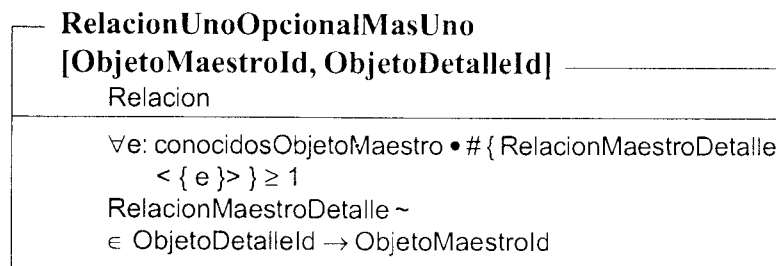 RelacionUnoOpcionalMasUno
[ObjetoMaestroId, ObjetoDetalleId]
Relacion
∀e: conocidosObjetoMaestro • # { RelacionMaestroDetalle
< { e }> } ≥ 1
RelacionMaestroDetalle ~
∈ ObjetoDetalleId → ObjetoMaestroId